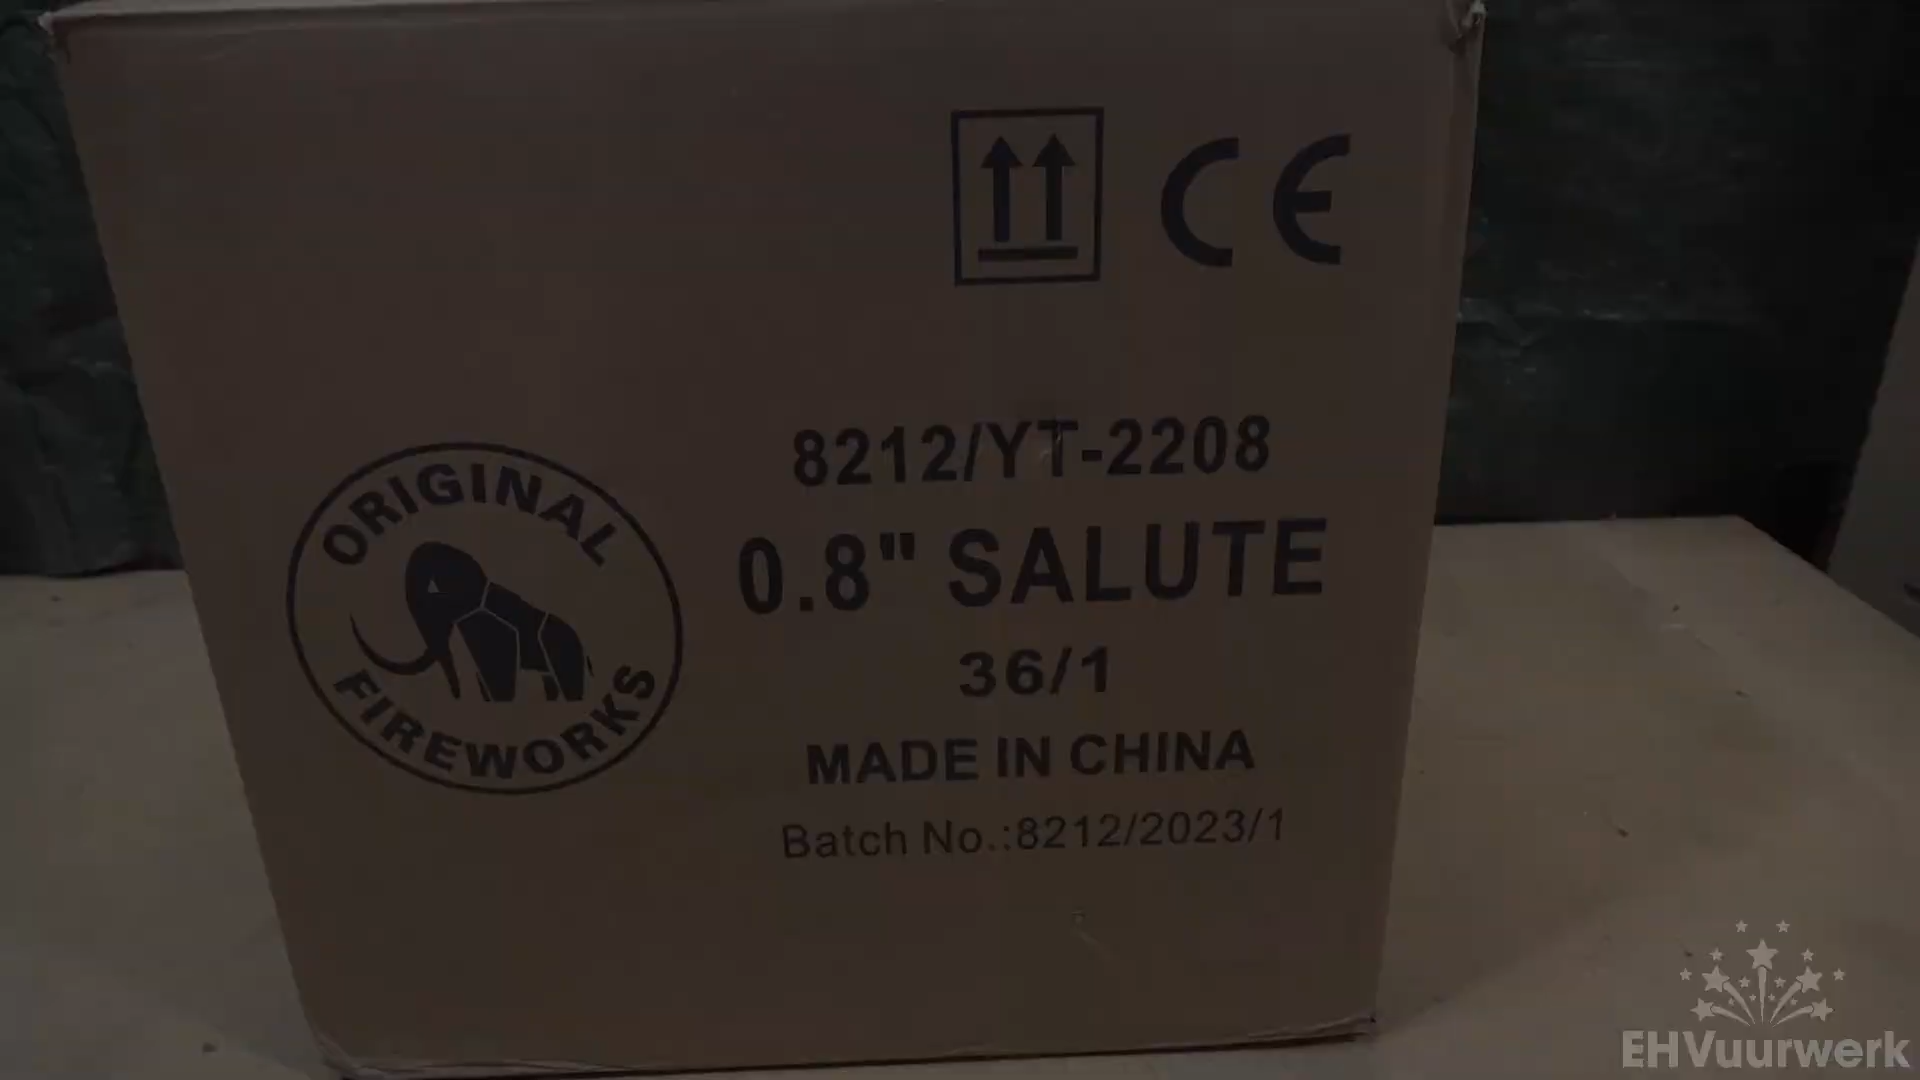 CE
8212/YT-2208
0.8" SALUTE
36/1
MADE IN CHINA
Batch No.:8212/2023/1
ORIGINAL
FIREWORKS
EHVuurwerk